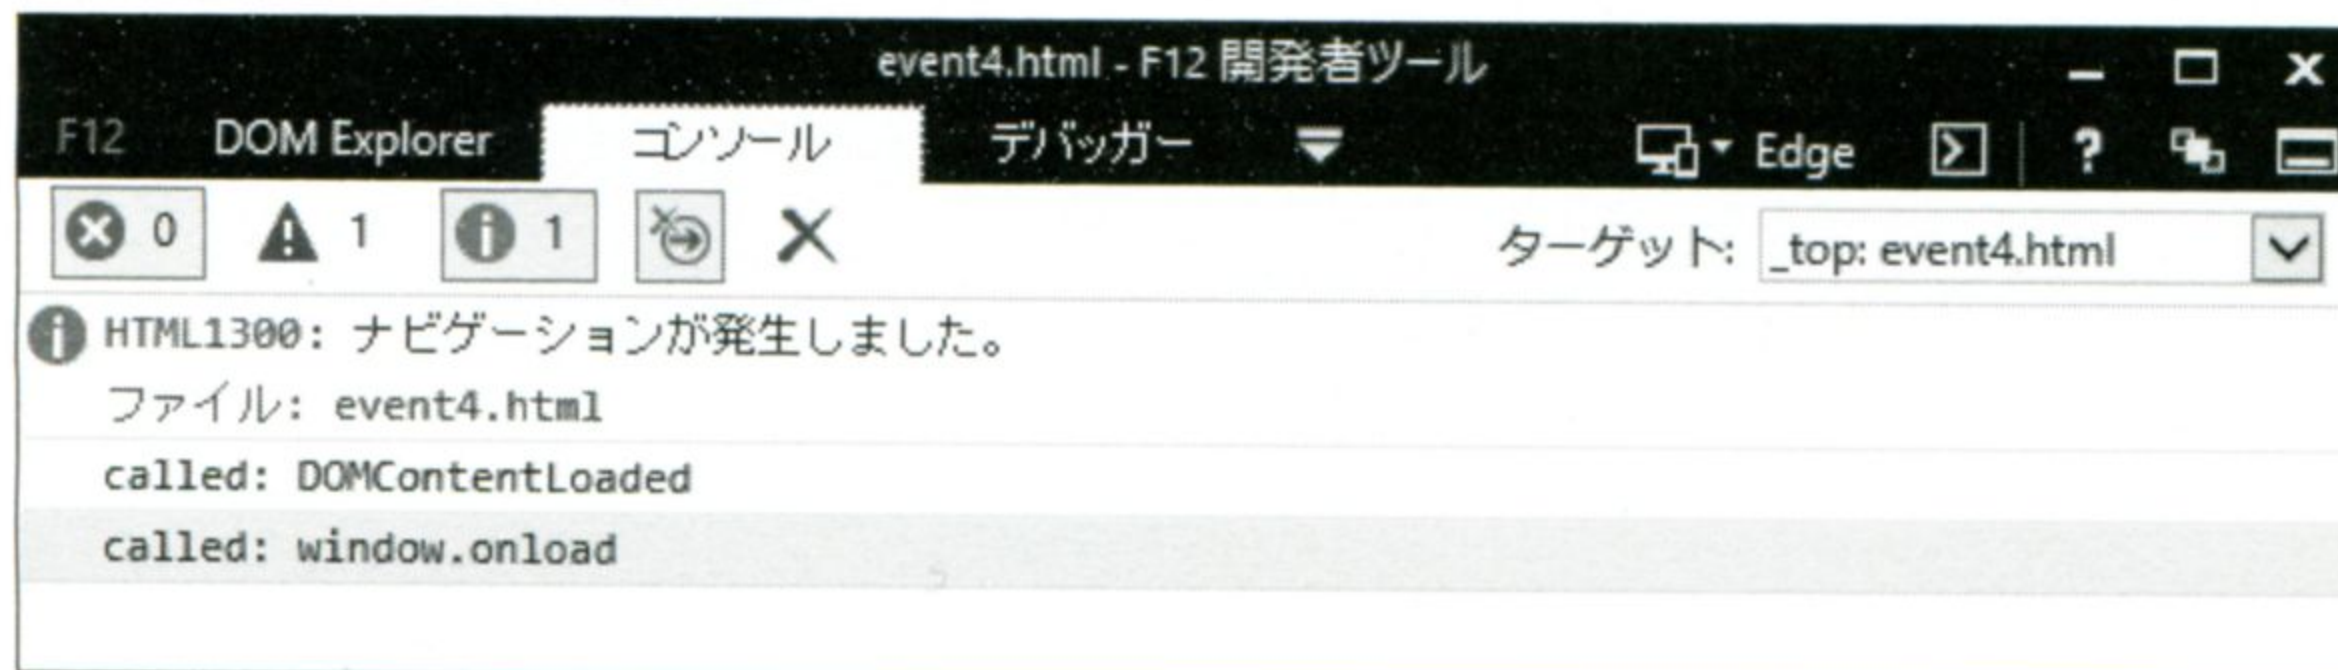 event4.html - F12 開発者ツール
F12 DOM Explorer コンソール デバッガー Edge ?
0 1 1 ターゲット: _top: event4.html
HTML1300: ナビゲーションが発生しました。
ファイル: event4.html
called: DOMContentLoaded
called: window.onload